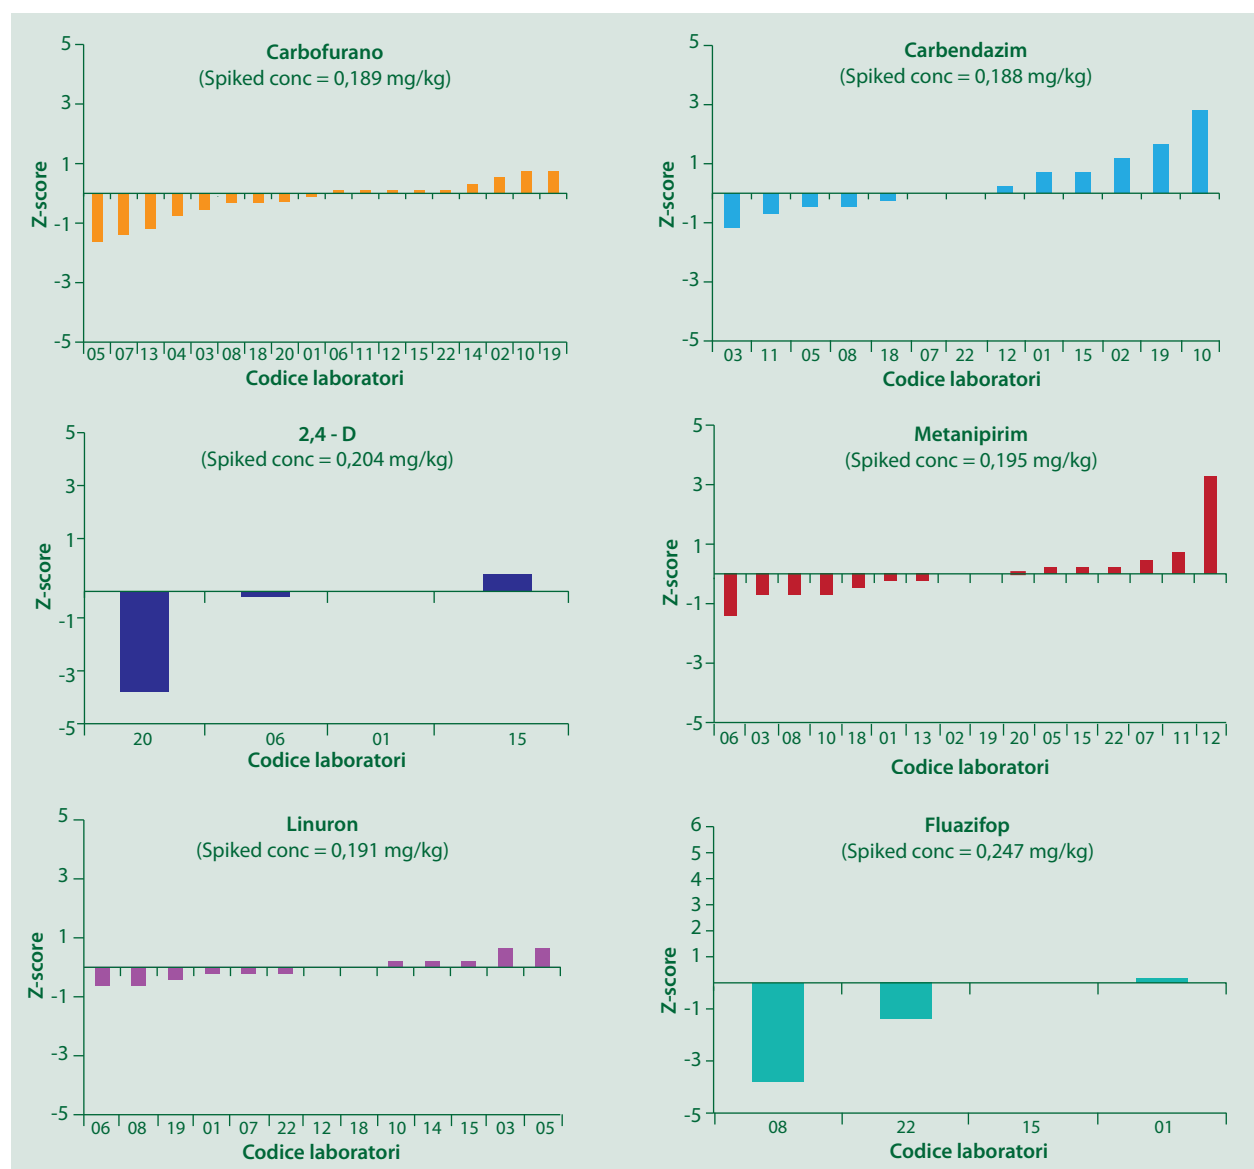 Carbofurano
(Spiked conc = 0,189 mg/kg)
5
3
1
-1
-3
-5
Z-score
05 07 13 04 03 08 18 20 01 06 11 12 15 22 14 02 10 19
Codice laboratori
Carbendazim
(Spiked conc = 0,188 mg/kg)
5
3
1
-1
-3
-5
Z-score
03 11 05 08 18 07 22 12 01 15 02 19 10
Codice laboratori
2,4 - D
(Spiked conc = 0,204 mg/kg)
5
3
1
-1
-3
-5
Z-score
20 06 01 15
Codice laboratori
Metanipirim
(Spiked conc = 0,195 mg/kg)
5
3
1
-1
-3
-5
Z-score
06 03 08 10 18 01 13 02 19 20 05 15 22 07 11 12
Codice laboratori
Linuron
(Spiked conc = 0,191 mg/kg)
5
3
1
-1
-3
-5
Z-score
06 08 19 01 07 22 12 18 10 14 15 03 05
Codice laboratori
Fluazifop
(Spiked conc = 0,247 mg/kg)
6
5
4
3
2
1
-1
-3
-5
Z-score
08 22 15 01
Codice laboratori